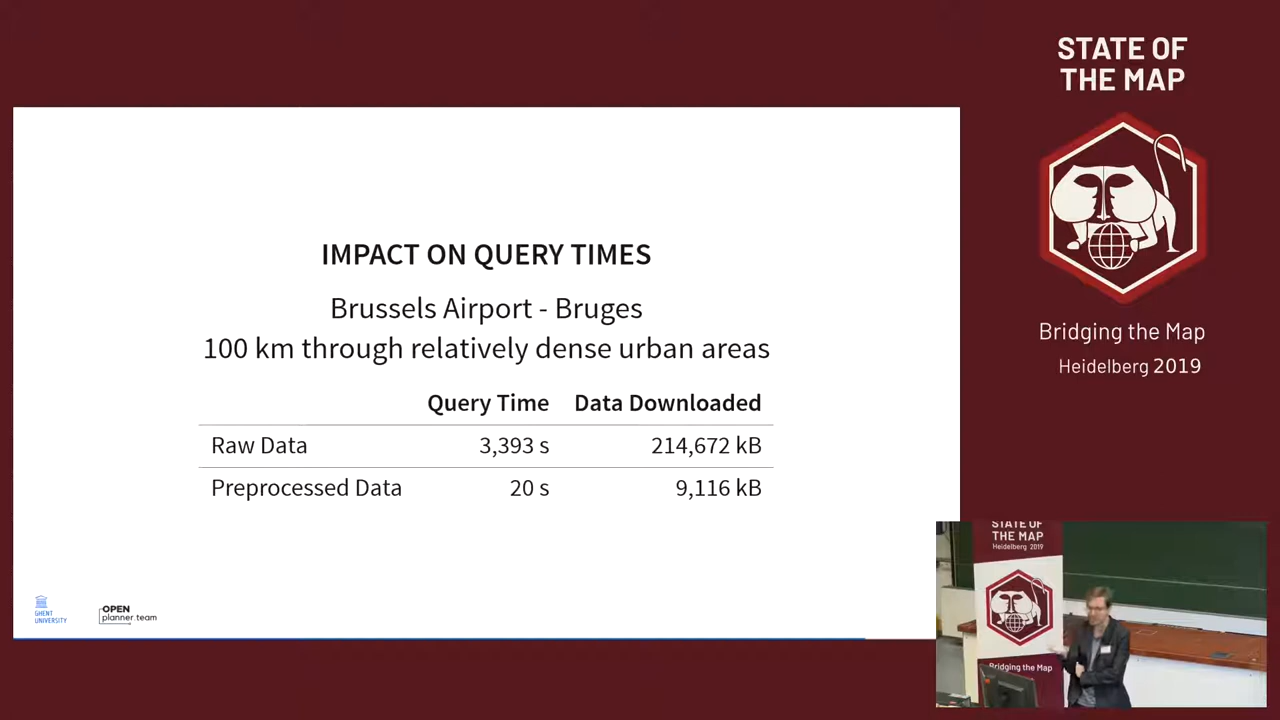 STATE OF
THE MAP
Bridging the Map
Heidelberg 2019
IMPACT ON QUERY TIMES
Brussels Airport - Bruges
100 km through relatively dense urban areas
Query Time Data Downloaded
Raw Data 3,393 s 214,672 kB
Preprocessed Data 20 s 9,116 kB
GHENT
UNIVERSITY
OPEN
planner.team
STATE OF
THE MAP
Heidelberg 2019
Bridging the Map